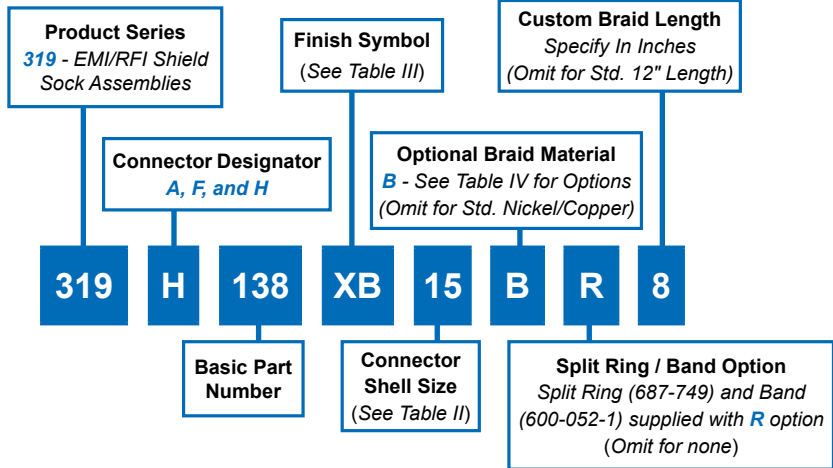 Product Series
319 - EMI/RFI Shield
Sock Assemblies
Connector Designator
A, F, and H
Finish Symbol
(See Table III)
Optional Braid Material
B - See Table IV for Options
(Omit for Std. Nickel/Copper)
Custom Braid Length
Specify In Inches
(Omit for Std. 12" Length)
319 H 138 XB 15 B R 8
Basic Part
Number
Connector
Shell Size
(See Table II)
Split Ring / Band Option
Split Ring (687-749) and Band
(600-052-1) supplied with R option
(Omit for none)